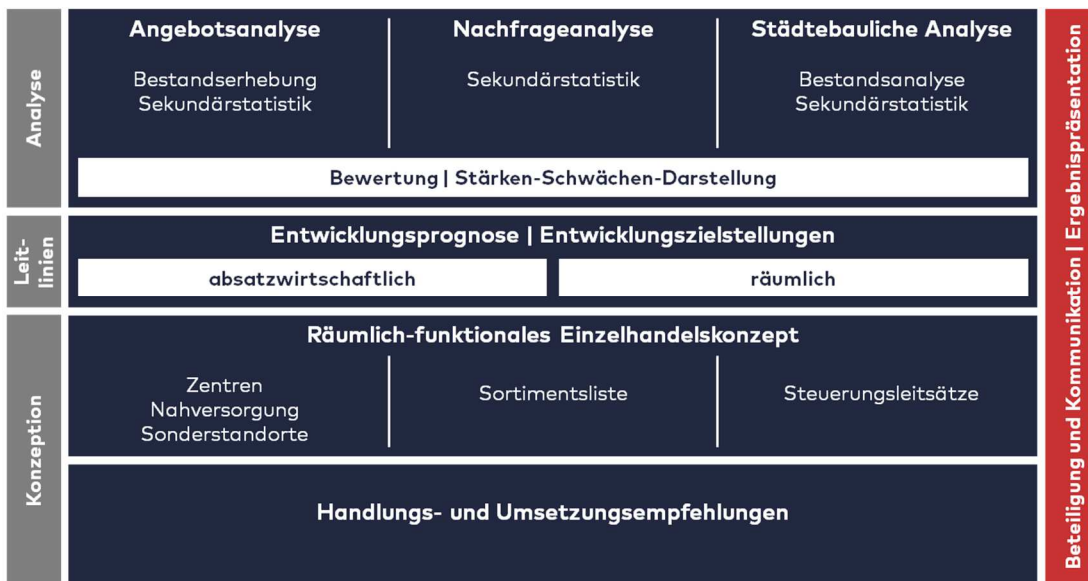 Analyse
Angebotsanalyse
Bestandserhebung
Sekundärstatistik
Nachfrageanalyse
Sekundärstatistik
Städtebauliche Analyse
Bestandsanalyse
Sekundärstatistik
Bewertung | Stärken-Schwächen-Darstellung
Leit-
linien
Entwicklungsprognose | Entwicklungszielstellungen
absatzwirtschaftlich
räumlich
Konzeption
Räumlich-funktionales Einzelhandelskonzept
Zentren
Nahversorgung
Sonderstandorte
Sortimentsliste
Steuerungsleitsätze
Handlungs- und Umsetzungsempfehlungen
Beteiligung und Kommunikation | Ergebnispräsentation